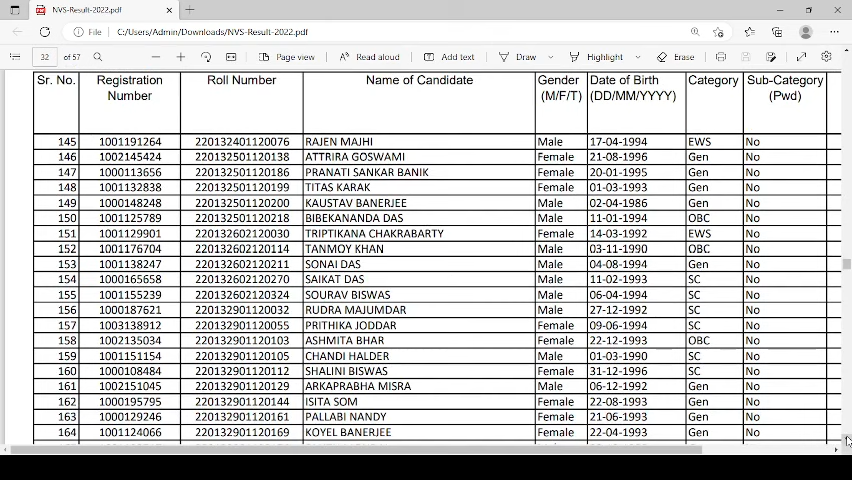 NVS-Result-2022.pdf
File C:/Users/Admin/Downloads/NVS-Result-2022.pdf
32 of 57 Page view Read aloud Add text Draw Highlight Erase
Sr. No. Registration Number Roll Number Name of Candidate Gender (M/F/T) Date of Birth (DD/MM/YYYY) Category Sub-Category (Pwd)
145 1001191264 220132401120076 RAJEN MAJHI Male 17-04-1994 EWS No
146 1002145424 220132501120138 ATTRIRA GOSWAMI Female 21-08-1996 Gen No
147 1000113656 220132501120186 PRANATI SANKAR BANIK Female 20-01-1995 Gen No
148 1001132838 220132501120199 TITAS KARAK Female 01-03-1993 Gen No
149 1000148248 220132501120200 KAUSTAV BANERJEE Male 02-04-1986 Gen No
150 1001125789 220132501120218 BIBEKANANDA DAS Male 11-01-1994 OBC No
151 1001129901 220132602120030 TRIPTIKANA CHAKRABARTY Female 14-03-1992 EWS No
152 1001176704 220132602120114 TANMOY KHAN Male 03-11-1990 OBC No
153 1001138247 220132602120211 SONAI DAS Male 04-08-1994 Gen No
154 1000165658 220132602120270 SAIKAT DAS Male 11-02-1993 SC No
155 1001155239 220132602120324 SOURAV BISWAS Male 06-04-1994 SC No
156 1000187621 220132901120032 RUDRA MAJUMDAR Male 27-12-1992 SC No
157 1003138912 220132901120055 PRITHIKA JODDAR Female 09-06-1994 SC No
158 1002135034 220132901120103 ASHMITA BHAR Female 22-12-1993 OBC No
159 1001151154 220132901120105 CHANDI HALDER Male 01-03-1990 SC No
160 1000108484 220132901120112 SHALINI BISWAS Female 31-12-1996 SC No
161 1002151045 220132901120129 ARKAPRABHA MISRA Male 06-12-1992 Gen No
162 1000195795 220132901120144 ISITA SOM Female 22-08-1993 Gen No
163 1000129246 220132901120161 PALLABI NANDY Female 21-06-1993 Gen No
164 1001124066 220132901120169 KOYEL BANERJEE Female 22-04-1993 Gen No